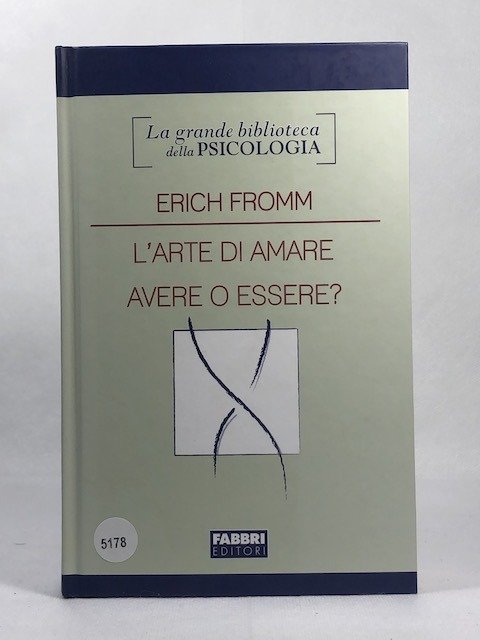 La grande biblioteca
della PSICOLOGIA
ERICH FROMM
L'ARTE DI AMARE
AVERE O ESSERE?
5178
FABBRI
EDITORI